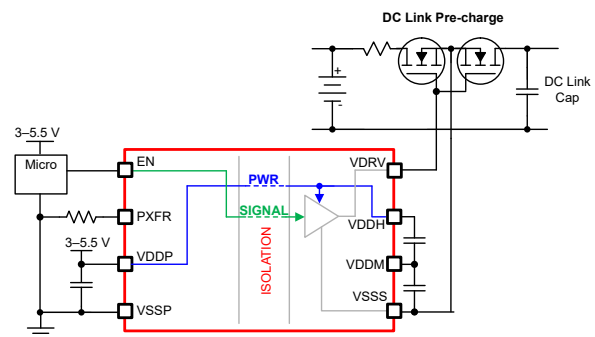 DC Link Pre-charge
+
-
DC Link
Cap
3–5.5 V
Micro
EN
PWR
VDRV
SIGNAL
PXFR
VDDH
3–5.5 V
ISOLATION
VDDP
VDDM
VSSP
VSSS